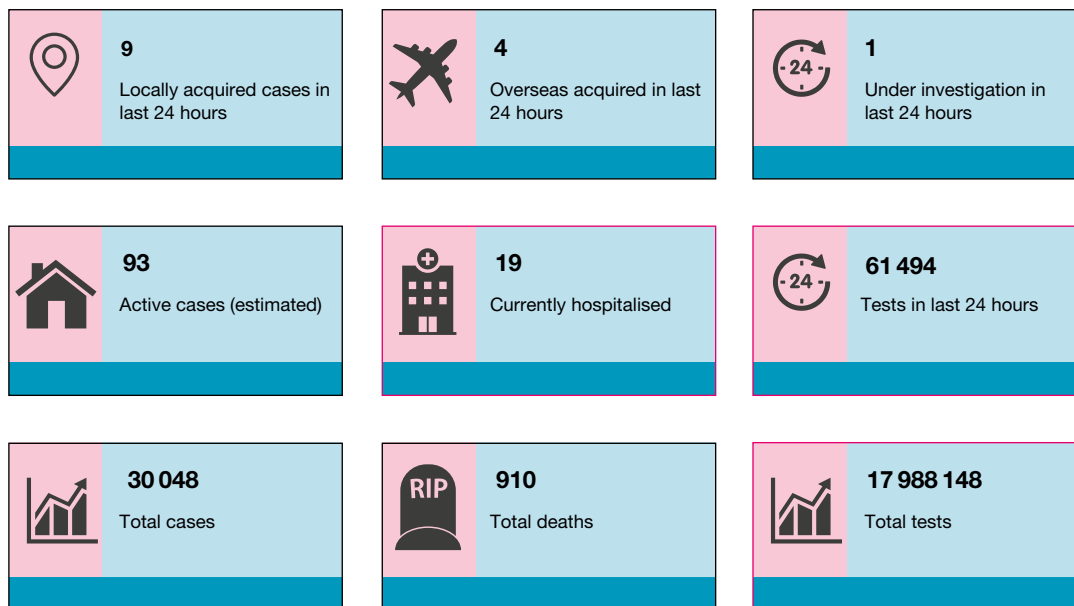 9
Locally acquired cases in
last 24 hours
4
Overseas acquired in last
24 hours
24
1
Under investigation in
last 24 hours
93
Active cases (estimated)
19
Currently hospitalised
24
61 494
Tests in last 24 hours
30 048
Total cases
RIP
910
Total deaths
17 988 148
Total tests